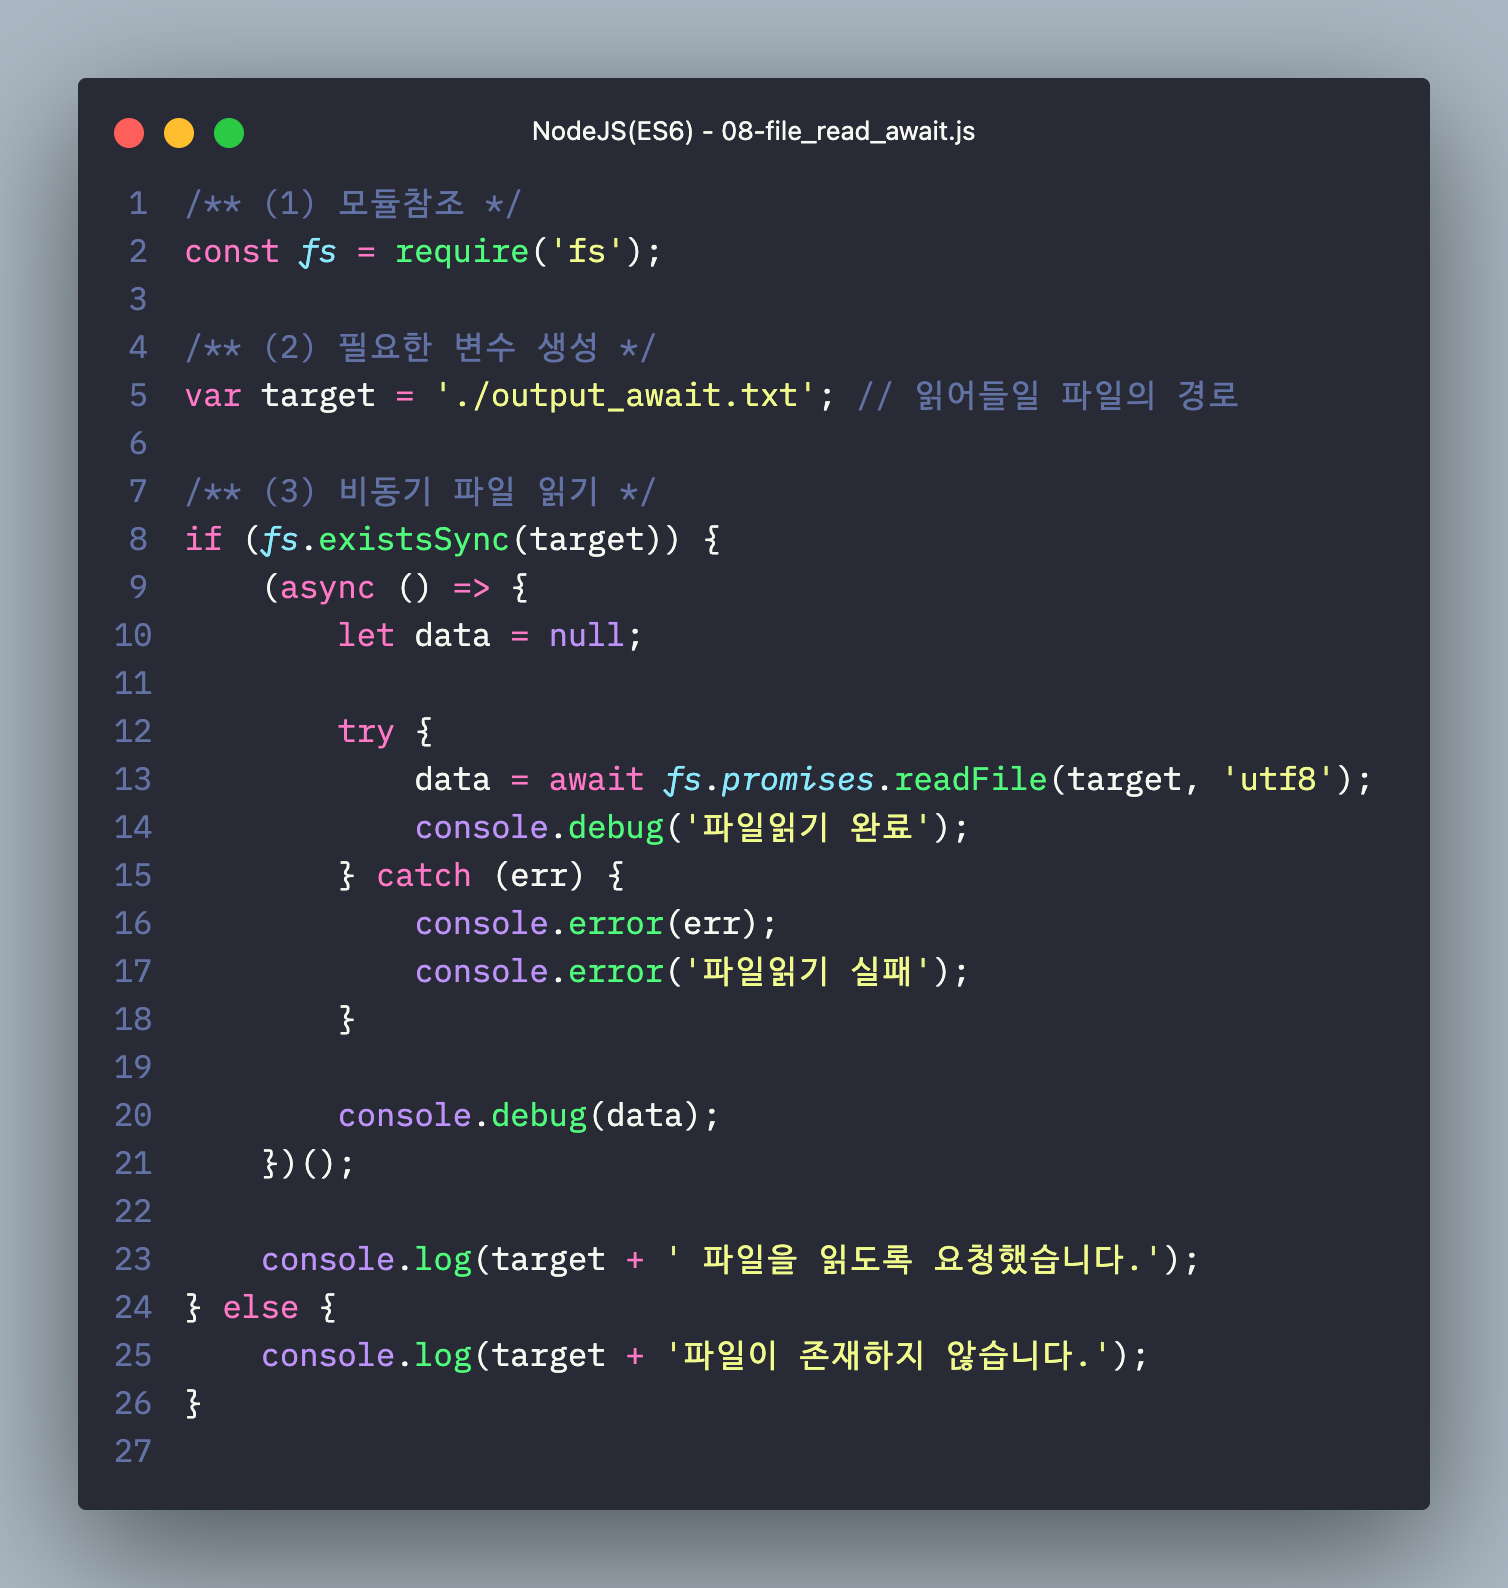 NodeJS(ES6) - 08-file_read_await.js
1 /** (1) 모듈참조 */
2 const fs = require('fs');
3
4 /** (2) 필요한 변수 생성 */
5 var target = './output_await.txt'; // 읽어들일 파일의 경로
6
7 /** (3) 비동기 파일 읽기 */
8 if (fs.existsSync(target)) {
9     (async () => {
10         let data = null;
11
12         try {
13             data = await fs.promises.readFile(target, 'utf8');
14             console.debug('파일읽기 완료');
15         } catch (err) {
16             console.error(err);
17             console.error('파일읽기 실패');
18         }
19
20         console.debug(data);
21     })();
22
23     console.log(target + ' 파일을 읽도록 요청했습니다.');
24 } else {
25     console.log(target + '파일이 존재하지 않습니다.');
26 }
27